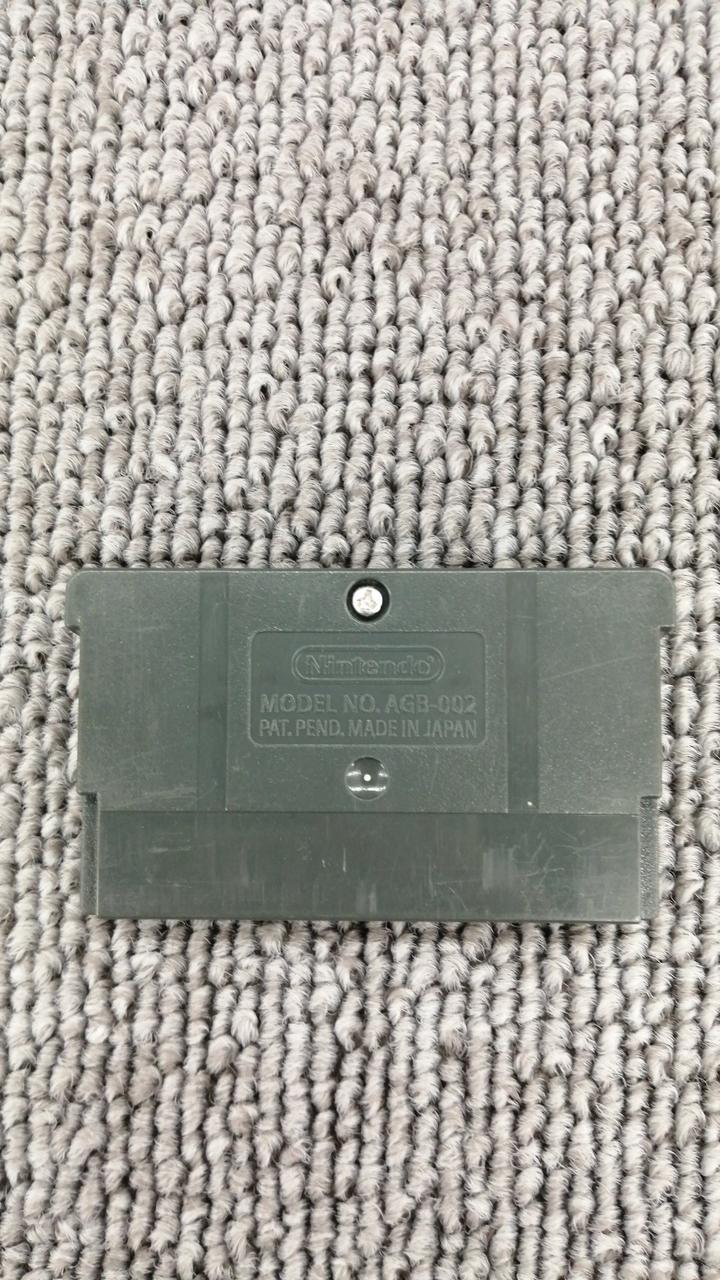 Nintendo
MODEL NO. AGB-002
PAT. PEND. MADE IN JAPAN